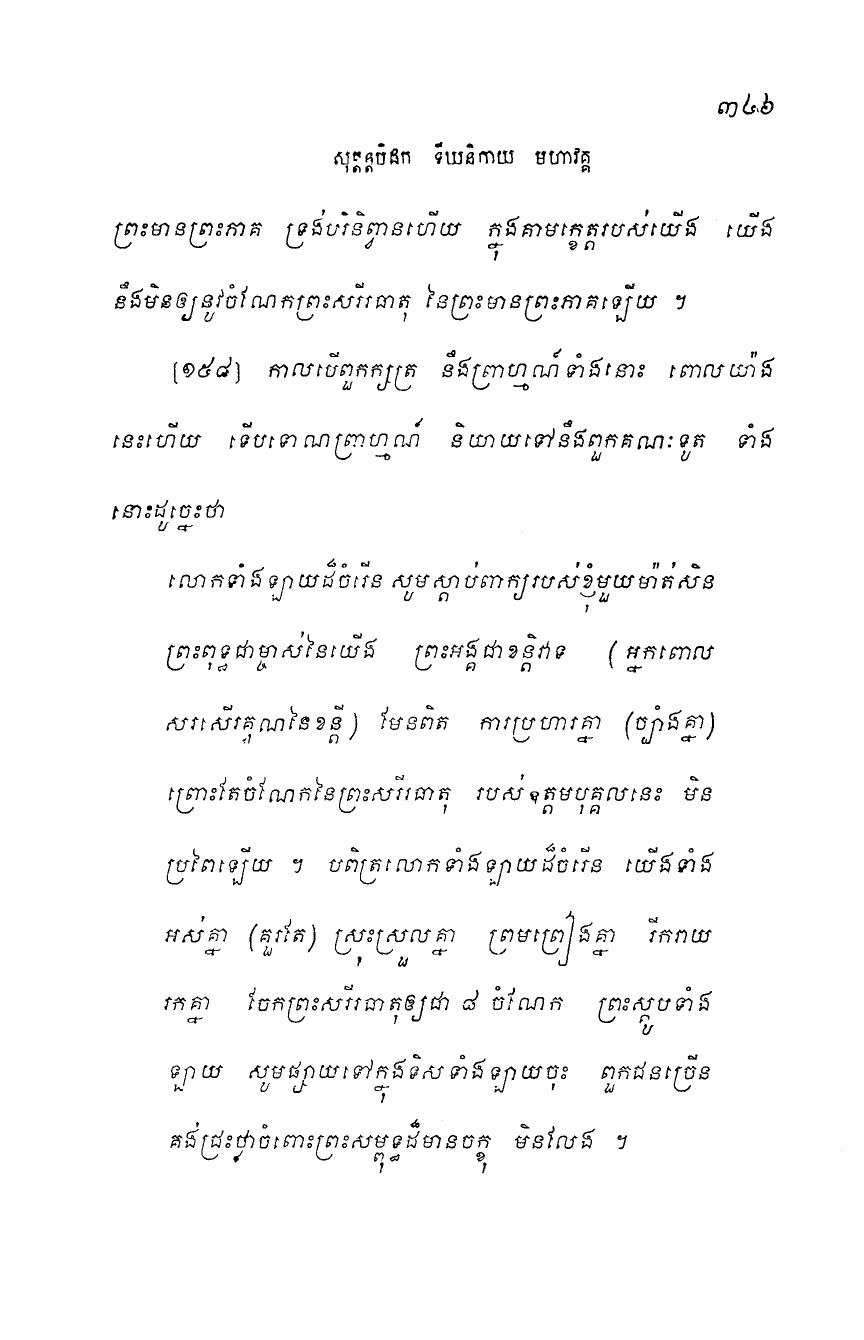 ៣៤៦
សុត្តន្តបិដក ទីឃនិកាយ មហាវគ្គ
ព្រះមានព្រះភាគ ទ្រង់បរិនិព្វានហើយ ក្នុងគាមក្ខេត្តរបស់យើង យើង
នឹងមិនឲ្យនូវចំណែកព្រះសរីរធាតុ នៃព្រះមានព្រះភាគឡើយ ។
[១៥៨] កាលបើពួកក្សត្រ នឹងព្រាហ្មណ៍ទាំងនោះ ពោលយ៉ាង
នេះហើយ ទើបទោណព្រាហ្មណ៍ និយាយទៅនឹងពួកគណៈទូត ទាំង
នោះដូច្នេះថា
លោកទាំងឡាយដ៏ចំរើន សូមស្តាប់ពាក្យរបស់ខ្ញុំមួយម៉ាត់សិន
ព្រះពុទ្ធជាម្ចាស់នៃយើង ព្រះអង្គជាខន្តិវាទ (អ្នកពោល
សរសើរគុណនៃខន្តី) មែនពិត ការប្រហារគ្នា (ច្បាំងគ្នា)
ព្រោះតែចំណែកនៃព្រះសរីរធាតុ របស់ឧត្តមបុគ្គលនេះ មិន
ប្រពៃឡើយ ។ បពិត្រលោកទាំងឡាយដ៏ចំរើន យើងទាំង
អស់គ្នា (គួរតែ) ស្រុះស្រួលគ្នា ព្រមព្រៀងគ្នា រីករាយ
រកគ្នា ចែកព្រះសរីរធាតុឲ្យជា ៨ ចំណែក ព្រះស្តូបទាំង
ឡាយ សូមផ្សាយទៅក្នុងទិសទាំងឡាយចុះ ពួកជនច្រើន
គង់ជ្រះថ្លាចំពោះព្រះសម្ពុទ្ធដ៏មានចក្ខុ មិនលែង ។